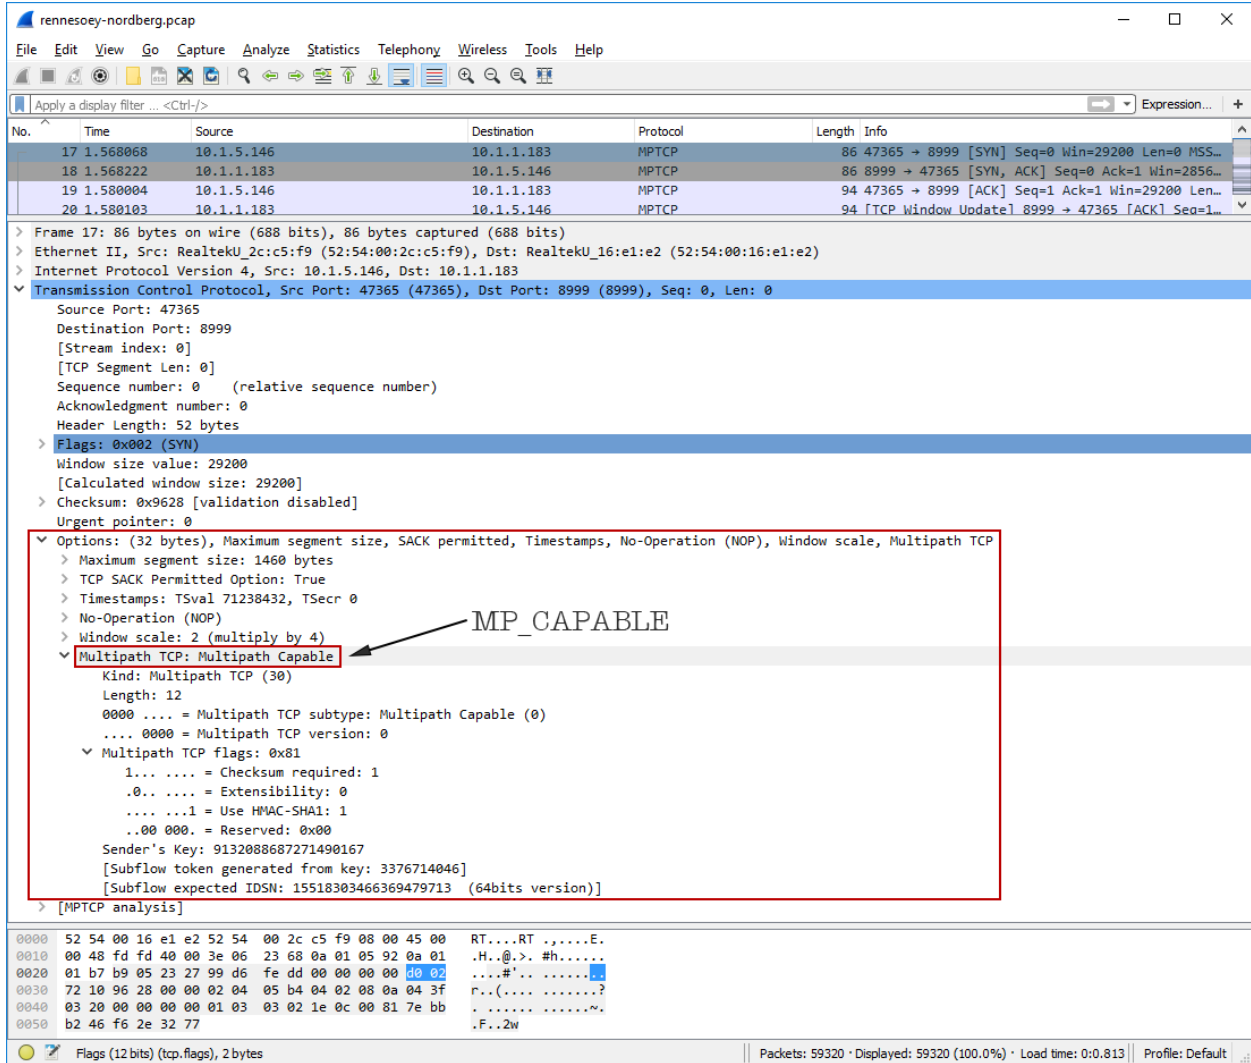 rennesoey-nordberg.pcap
File Edit View Go Capture Analyze Statistics Telephony Wireless Tools Help
Apply a display filter ... <Ctrl-/> Expression... +
No. Time Source Destination Protocol Length Info
17 1.568068 10.1.5.146 10.1.1.183 MPTCP 86 47365 → 8999 [SYN] Seq=0 Win=29200 Len=0 MSS…
18 1.568222 10.1.1.183 10.1.5.146 MPTCP 86 8999 → 47365 [SYN, ACK] Seq=0 Ack=1 Win=2856…
19 1.580004 10.1.5.146 10.1.1.183 MPTCP 94 47365 → 8999 [ACK] Seq=1 Ack=1 Win=29200 Len…
20 1.580103 10.1.1.183 10.1.5.146 MPTCP 94 [TCP Window Update] 8999 → 47365 [ACK] Seq=1…
Frame 17: 86 bytes on wire (688 bits), 86 bytes captured (688 bits)
Ethernet II, Src: RealtekU_2c:c5:f9 (52:54:00:2c:c5:f9), Dst: RealtekU_16:e1:e2 (52:54:00:16:e1:e2)
Internet Protocol Version 4, Src: 10.1.5.146, Dst: 10.1.1.183
Transmission Control Protocol, Src Port: 47365 (47365), Dst Port: 8999 (8999), Seq: 0, Len: 0
Source Port: 47365
Destination Port: 8999
[Stream index: 0]
[TCP Segment Len: 0]
Sequence number: 0 (relative sequence number)
Acknowledgment number: 0
Header Length: 52 bytes
Flags: 0x002 (SYN)
Window size value: 29200
[Calculated window size: 29200]
Checksum: 0x9628 [validation disabled]
Urgent pointer: 0
Options: (32 bytes), Maximum segment size, SACK permitted, Timestamps, No-Operation (NOP), Window scale, Multipath TCP
Maximum segment size: 1460 bytes
TCP SACK Permitted Option: True
Timestamps: TSval 71238432, TSecr 0
No-Operation (NOP)
MP_CAPABLE
Window scale: 2 (multiply by 4)
Multipath TCP: Multipath Capable
Kind: Multipath TCP (30)
Length: 12
0000 .... = Multipath TCP subtype: Multipath Capable (0)
.... 0000 = Multipath TCP version: 0
Multipath TCP flags: 0x81
1... .... = Checksum required: 1
.0.. .... = Extensibility: 0
.... ...1 = Use HMAC-SHA1: 1
..00 000. = Reserved: 0x00
Sender's Key: 9132088687271490167
[Subflow token generated from key: 3376714046]
[Subflow expected IDSN: 15518303466369479713 (64bits version)]
[MPTCP analysis]
0000 52 54 00 16 e1 e2 52 54 00 2c c5 f9 08 00 45 00 RT....RT .,....E.
0010 00 48 fd fd 40 00 3e 06 23 68 0a 01 05 92 0a 01 .H..@.>. #h......
0020 01 b7 b9 05 23 27 99 d6 fe dd 00 00 00 00 d0 02 ....#'.. ........
0030 72 10 96 28 00 00 02 04 05 b4 04 02 08 0a 04 3f r..(.... .......?
0040 03 20 00 00 00 00 01 03 03 02 1e 0c 00 81 7e bb . ...... ......~.
0050 b2 46 f6 2e 32 77 .F..2w
Flags (12 bits) (tcp.flags), 2 bytes Packets: 59320 · Displayed: 59320 (100.0%) · Load time: 0:0.813 Profile: Default